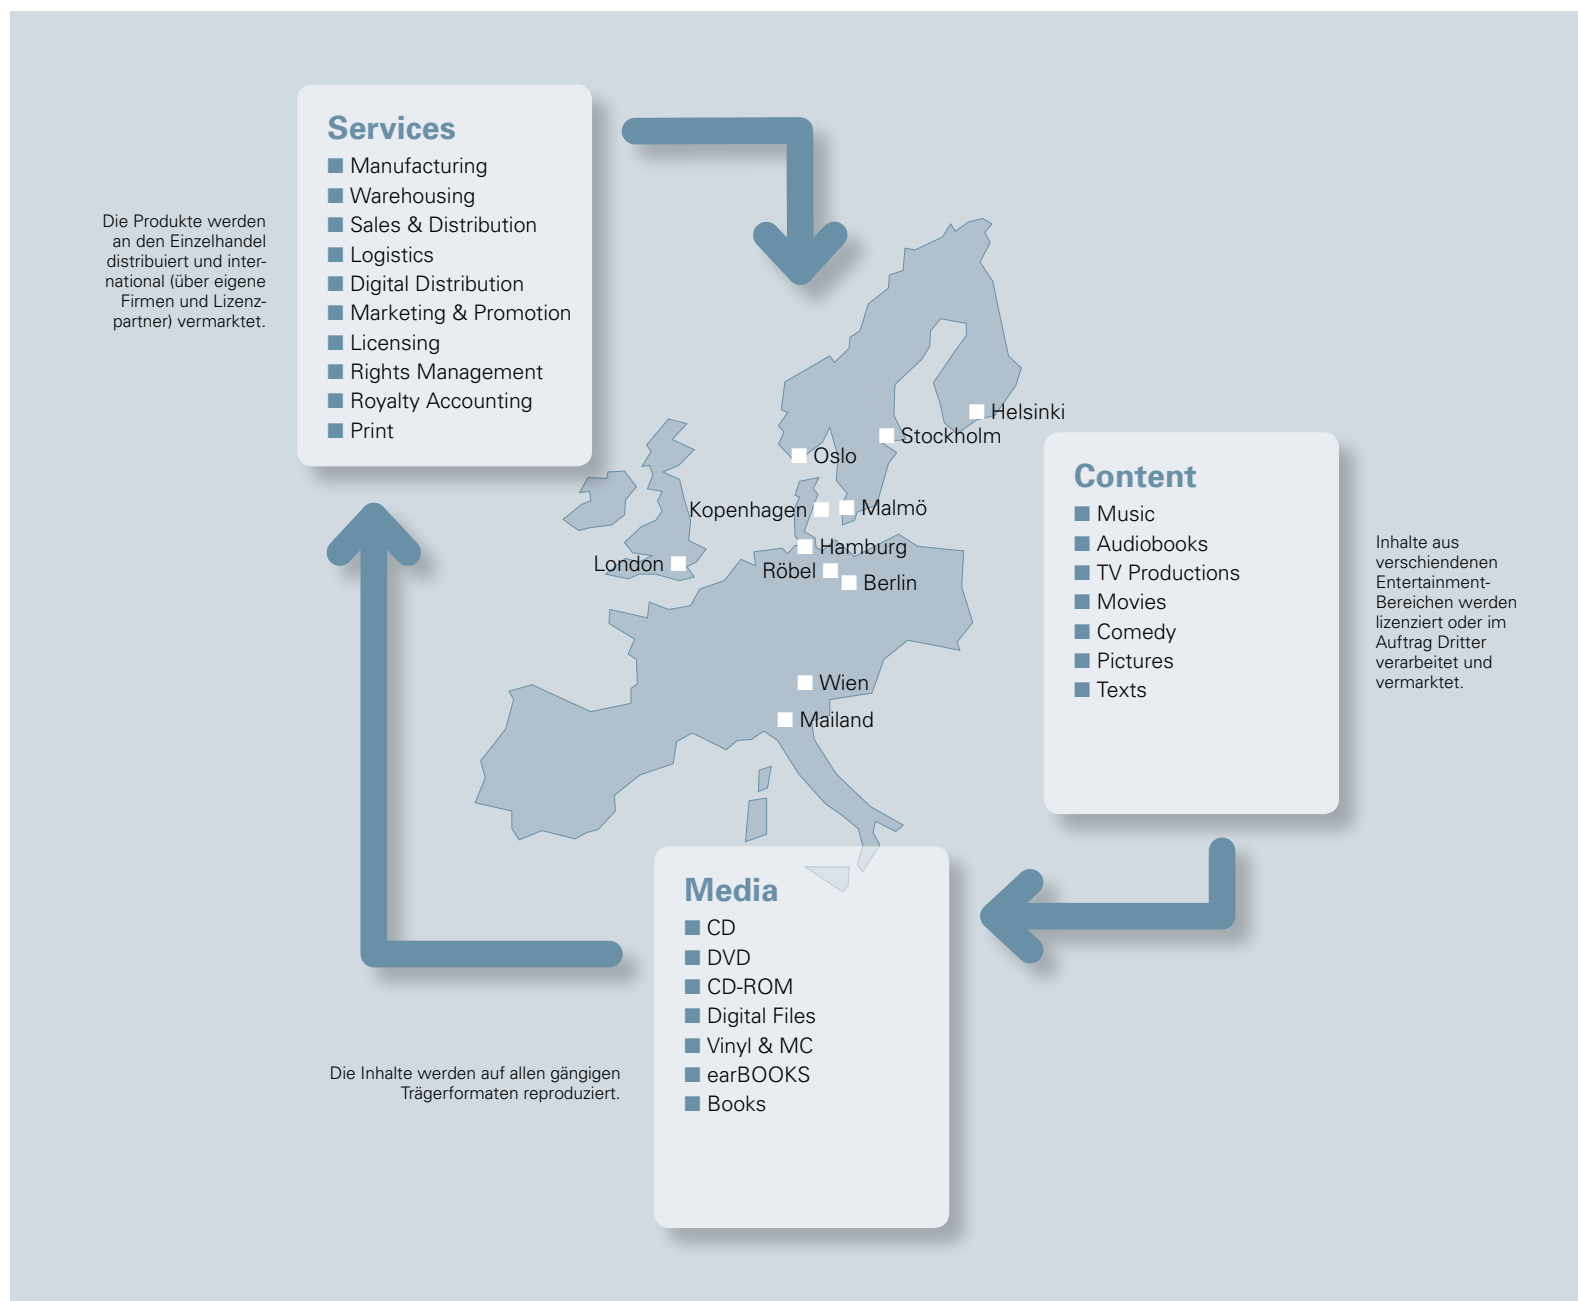 Services
Manufacturing
Warehousing
Sales & Distribution
Logistics
Digital Distribution
Marketing & Promotion
Licensing
Rights Management
Royalty Accounting
Print
Die Produkte werden
an den Einzelhandel
distribuiert und inter-
national (über eigene
Firmen und Lizenz-
partner) vermarktet.
Helsinki
Stockholm
Oslo
Kopenhagen
Malmö
Hamburg
London
Röbel
Berlin
Wien
Mailand
Content
Music
Audiobooks
TV Productions
Movies
Comedy
Pictures
Texts
Inhalte aus
verschiendenen
Entertainment-
Bereichen werden
lizenziert oder im
Auftrag Dritter
verarbeitet und
vermarktet.
Media
CD
DVD
CD-ROM
Digital Files
Vinyl & MC
earBOOKS
Books
Die Inhalte werden auf allen gängigen
Trägerformaten reproduziert.